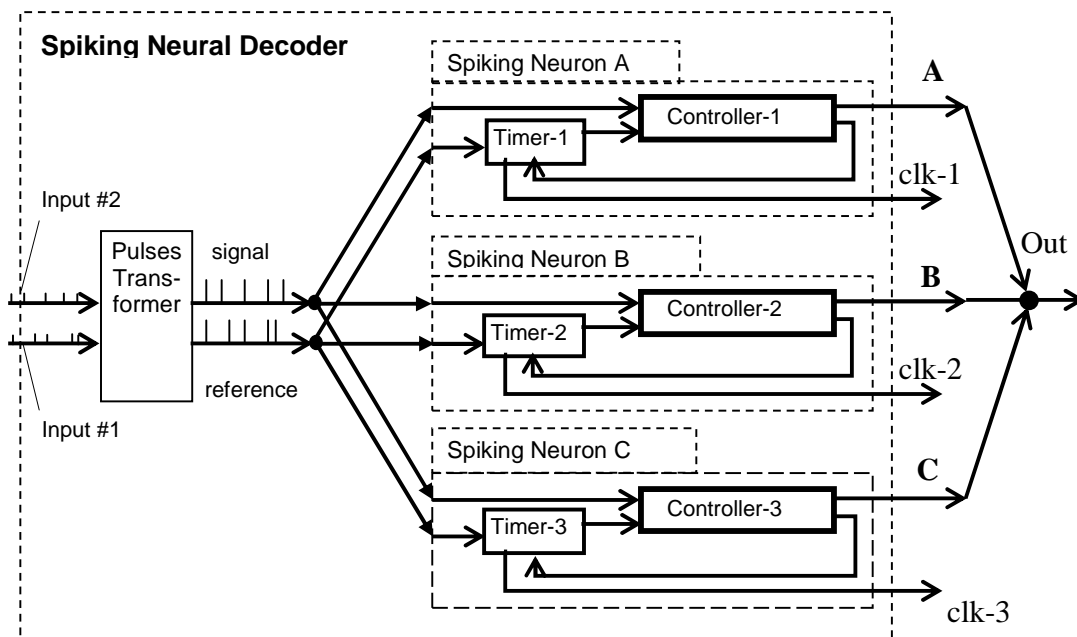 Spiking Neural Decoder
Spiking Neuron A
A
Controller-1
Timer-1
clk-1
Input #2
Pulses
Trans-
former
signal
Out
Spiking Neuron B
B
Controller-2
Timer-2
reference
clk-2
Input #1
Spiking Neuron C
C
Controller-3
Timer-3
clk-3